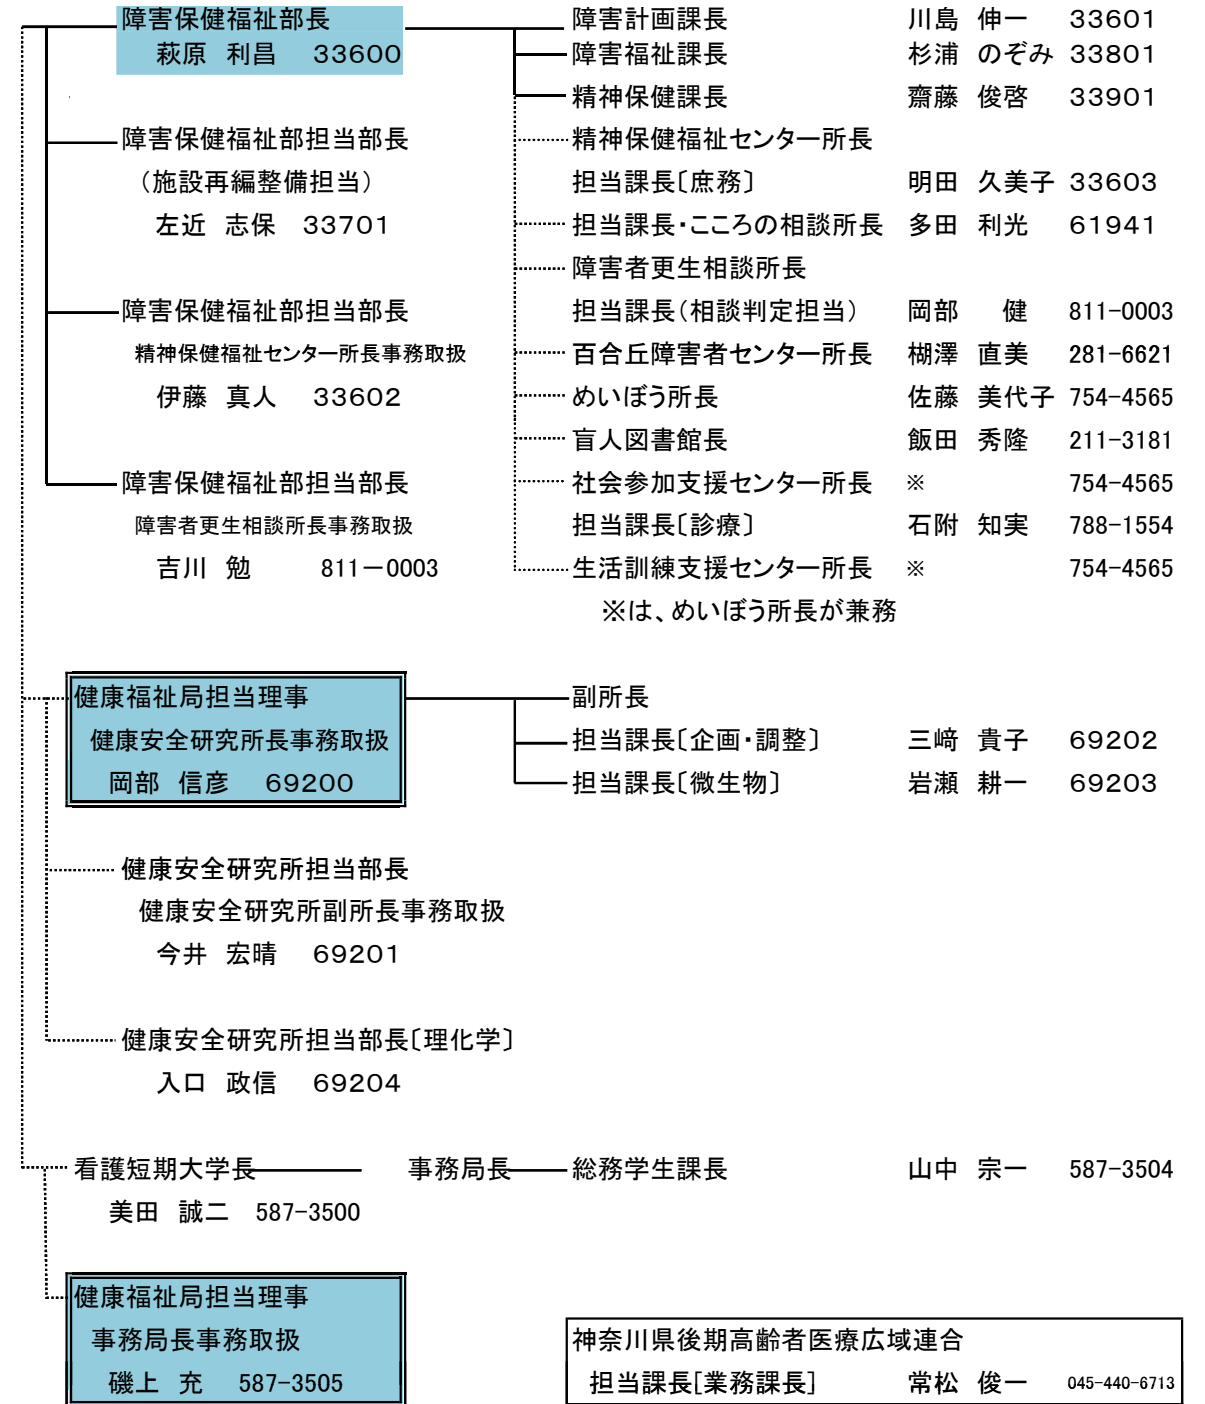 障害保健福祉部長 障害計画課長 川島 伸一 33601
萩原 利昌 33600 障害福祉課長 杉浦 のぞみ 33801
精神保健課長 齋藤 俊啓 33901
障害保健福祉部担当部長 精神保健福祉センター所長
（施設再編整備担当） 担当課長〔庶務〕 明田 久美子 33603
左近 志保 33701 担当課長・こころの相談所長 多田 利光 61941
障害者更生相談所長
障害保健福祉部担当部長 担当課長（相談判定担当） 岡部 健 811-0003
精神保健福祉センター所長事務取扱 百合丘障害者センター所長 楜澤 直美 281-6621
伊藤 真人 33602 めいぼう所長 佐藤 美代子 754-4565
盲人図書館長 飯田 秀隆 211-3181
障害保健福祉部担当部長 社会参加支援センター所長 ※ 754-4565
障害者更生相談所長事務取扱 担当課長〔診療〕 石附 知実 788-1554
吉川 勉 811－0003 生活訓練支援センター所長 ※ 754-4565
※は、めいぼう所長が兼務
健康福祉局担当理事 副所長
健康安全研究所長事務取扱 担当課長〔企画・調整〕 三﨑 貴子 69202
岡部 信彦 69200 担当課長〔微生物〕 岩瀬 耕一 69203
健康安全研究所担当部長
健康安全研究所副所長事務取扱
今井 宏晴 69201
健康安全研究所担当部長〔理化学〕
入口 政信 69204
看護短期大学長 事務局長 総務学生課長 山中 宗一 587-3504
美田 誠二 587-3500
健康福祉局担当理事
事務局長事務取扱 神奈川県後期高齢者医療広域連合
磯上 充 587-3505 担当課長[業務課長] 常松 俊一 045-440-6713